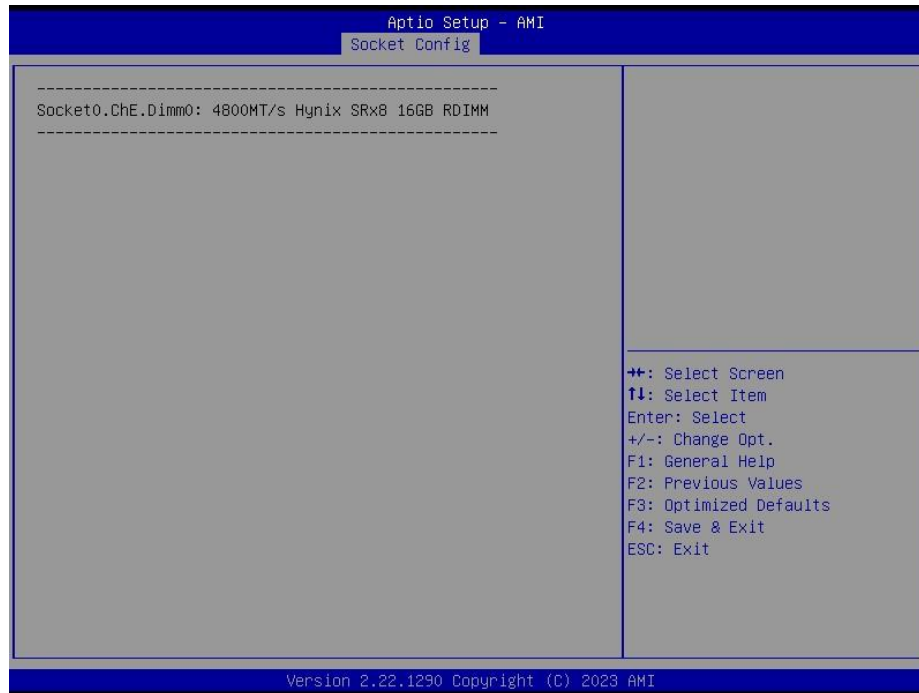 Aptio Setup – AMI
Socket Config
--------------------------------------------------
Socket0.ChE.Dimm0: 4800MT/s Hynix SRx8 16GB RDIMM
--------------------------------------------------
→←: Select Screen
↑↓: Select Item
Enter: Select
+/-: Change Opt.
F1: General Help
F2: Previous Values
F3: Optimized Defaults
F4: Save & Exit
ESC: Exit
Version 2.22.1290 Copyright (C) 2023 AMI